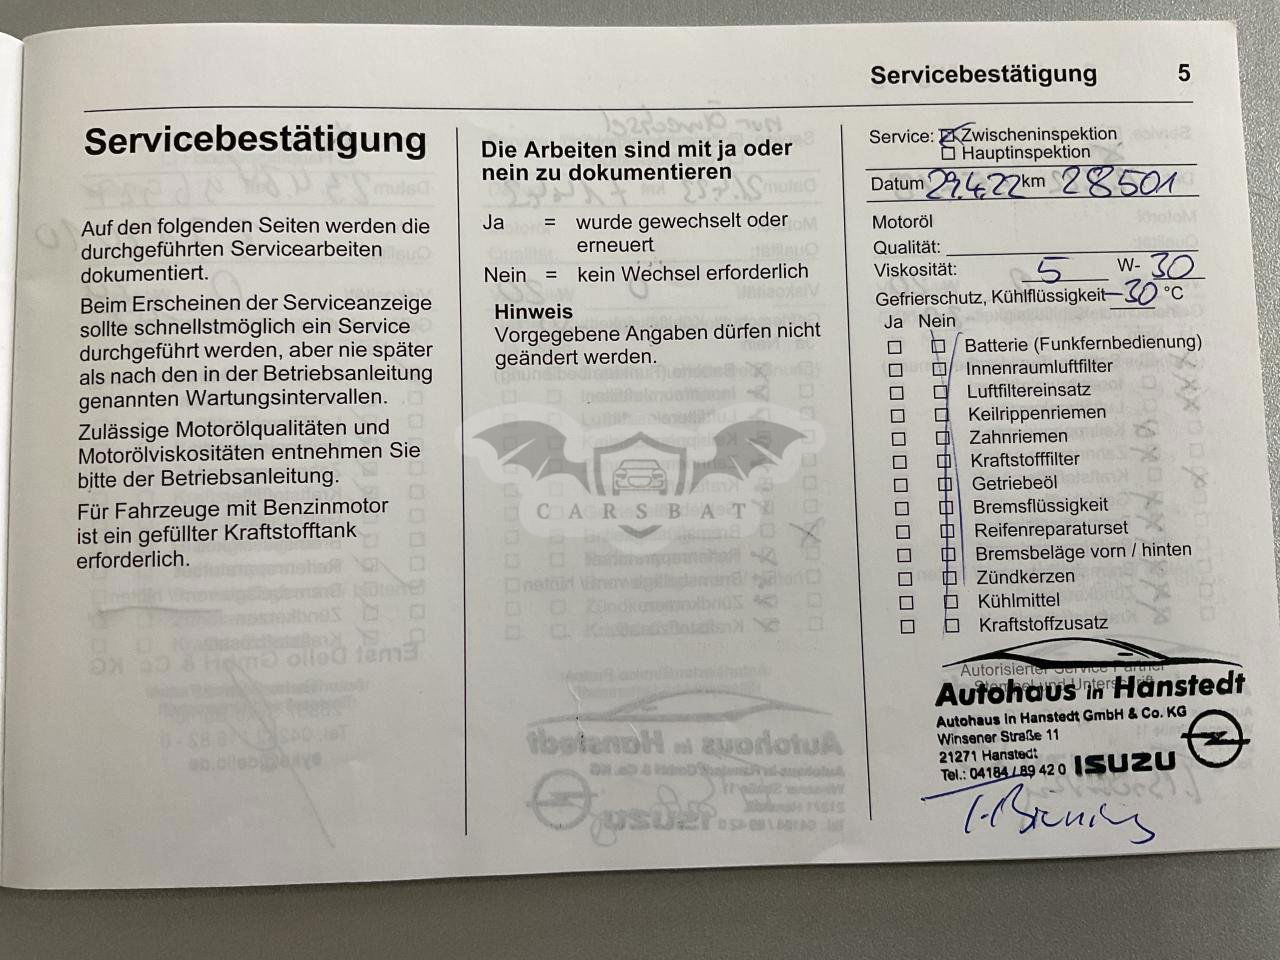 Servicebestätigung 5
Servicebestätigung
Auf den folgenden Seiten werden die
durchgeführten Servicearbeiten
dokumentiert.
Beim Erscheinen der Serviceanzeige
sollte schnellstmöglich ein Service
durchgeführt werden, aber nie später
als nach den in der Betriebsanleitung
genannten Wartungsintervallen.
Zulässige Motorölqualitäten und
Motorölviskositäten entnehmen Sie
bitte der Betriebsanleitung.
Für Fahrzeuge mit Benzinmotor
ist ein gefüllter Kraftstofftank
erforderlich.
Die Arbeiten sind mit ja oder
nein zu dokumentieren
Ja = wurde gewechselt oder
erneuert
Nein = kein Wechsel erforderlich
Hinweis
Vorgegebene Angaben dürfen nicht
geändert werden.
CARSBAT
Service: Zwischeninspektion
Hauptinspektion
Datum 29.4.22 km 28501
Motoröl
Qualität:
Viskosität: 5 W- 30
Gefrierschutz, Kühlflüssigkeit -30 °C
Ja Nein
Batterie (Funkfernbedienung)
Innenraumluftfilter
Luftfiltereinsatz
Keilrippenriemen
Zahnriemen
Kraftstofffilter
Getriebeöl
Bremsflüssigkeit
Reifenreparaturset
Bremsbeläge vorn / hinten
Zündkerzen
Kühlmittel
Kraftstoffzusatz
Autorisierter Service Partner
Stempel und Unterschrift
Autohaus in Hanstedt
Autohaus in Hanstedt GmbH & Co. KG
Winsener Straße 11
21271 Hanstedt
Tel.: 04184 / 89 42 0 ISUZU